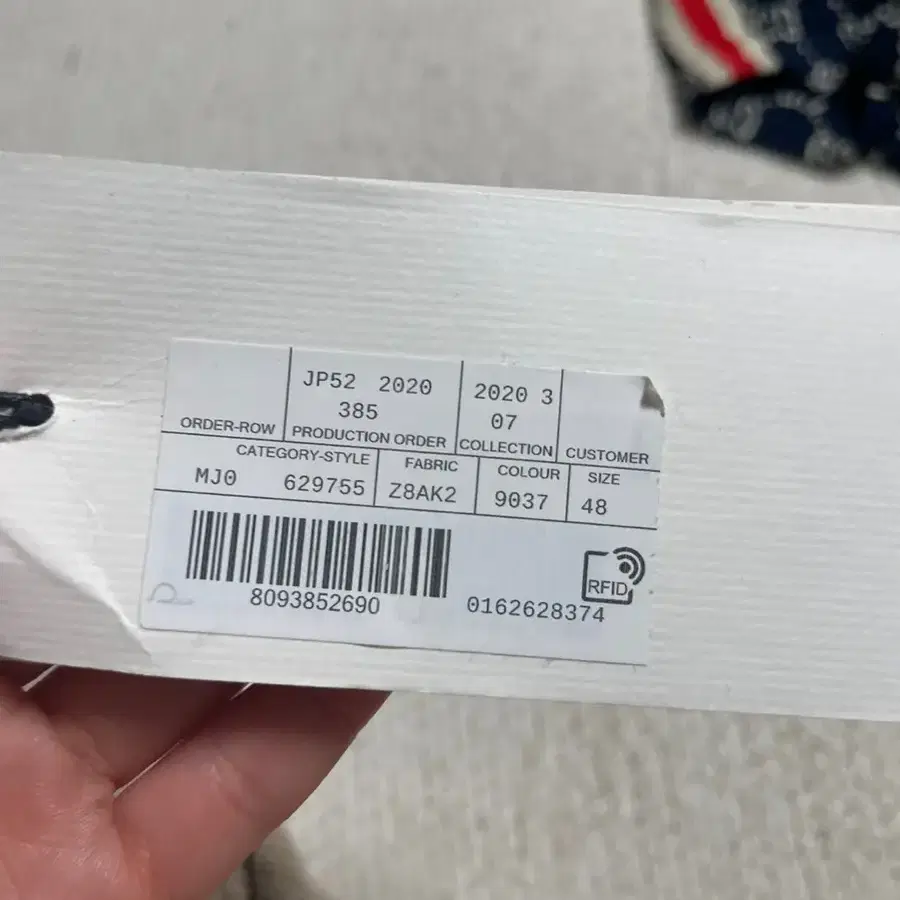 JP52 2020
385
2020 3
07
ORDER-ROW
PRODUCTION ORDER
COLLECTION
CUSTOMER
CATEGORY-STYLE
FABRIC
COLOUR
SIZE
MJ0 629755
Z8AK2
9037
48
RFID
8093852690
0162628374